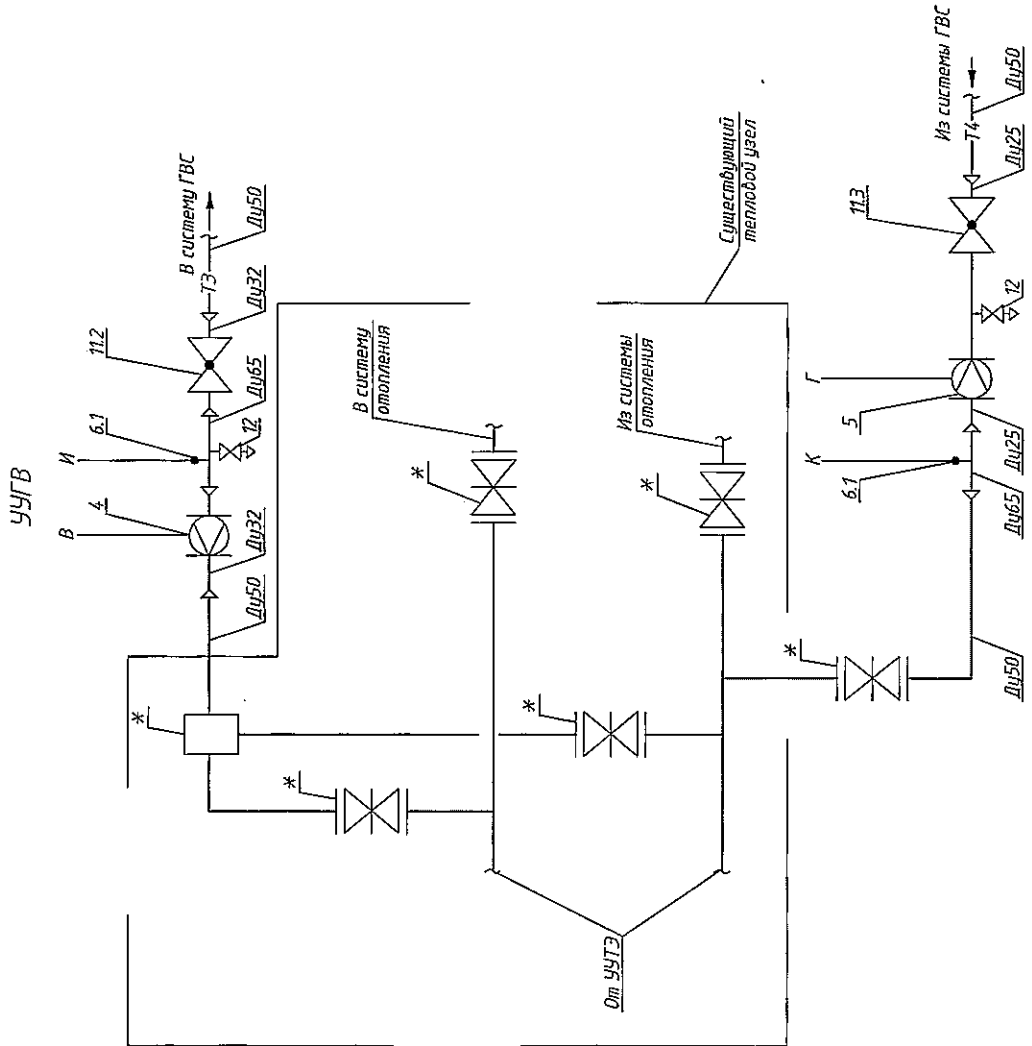 УУГВ
В
4
И
6.1
11.2
В систему ГВС
Ду50
Ду32
12
Ду65
Ду32
Т3
Ду50
*
*
*
В систему
отопления
*
Существующий
тепловой узел
*
Из системы
отопления
*
От УУТЭ
К
6.1
5
Г
12
11.3
Из системы ГВС
Т4
Ду50
Ду65
Ду25
Ду25
Ду50